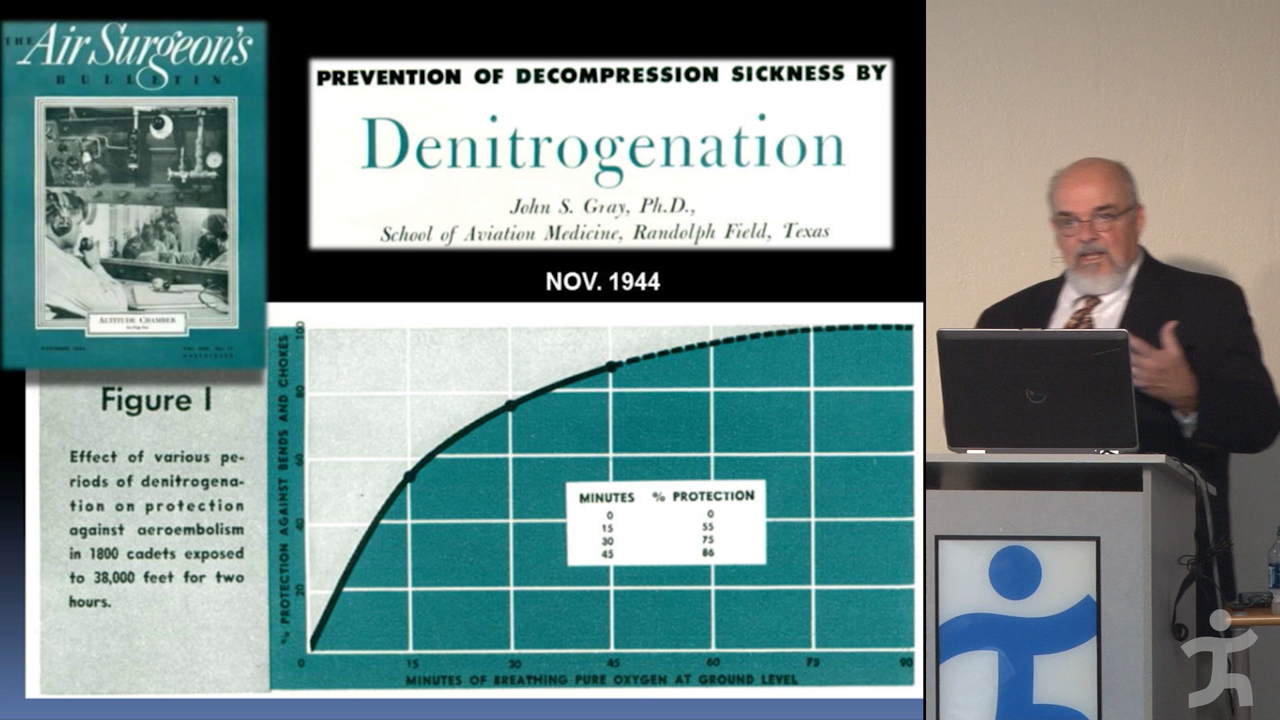 THE
Air Surgeon's
BULLETIN
ALTITUDE CHAMBER
PREVENTION OF DECOMPRESSION SICKNESS BY
Denitrogenation
John S. Gray, Ph.D.,
School of Aviation Medicine, Randolph Field, Texas
NOV. 1944
Figure 1
Effect of various pe-
riods of denitrogena-
tion on protection
against aeroembolism
in 1800 cadets exposed
to 38,000 feet for two
hours.
% PROTECTION AGAINST BENDS AND CHOKES
100
80
60
40
20
0
MINUTES % PROTECTION
0 0
15 55
30 75
45 86
0 15 30 45 60 75 90
MINUTES OF BREATHING PURE OXYGEN AT GROUND LEVEL